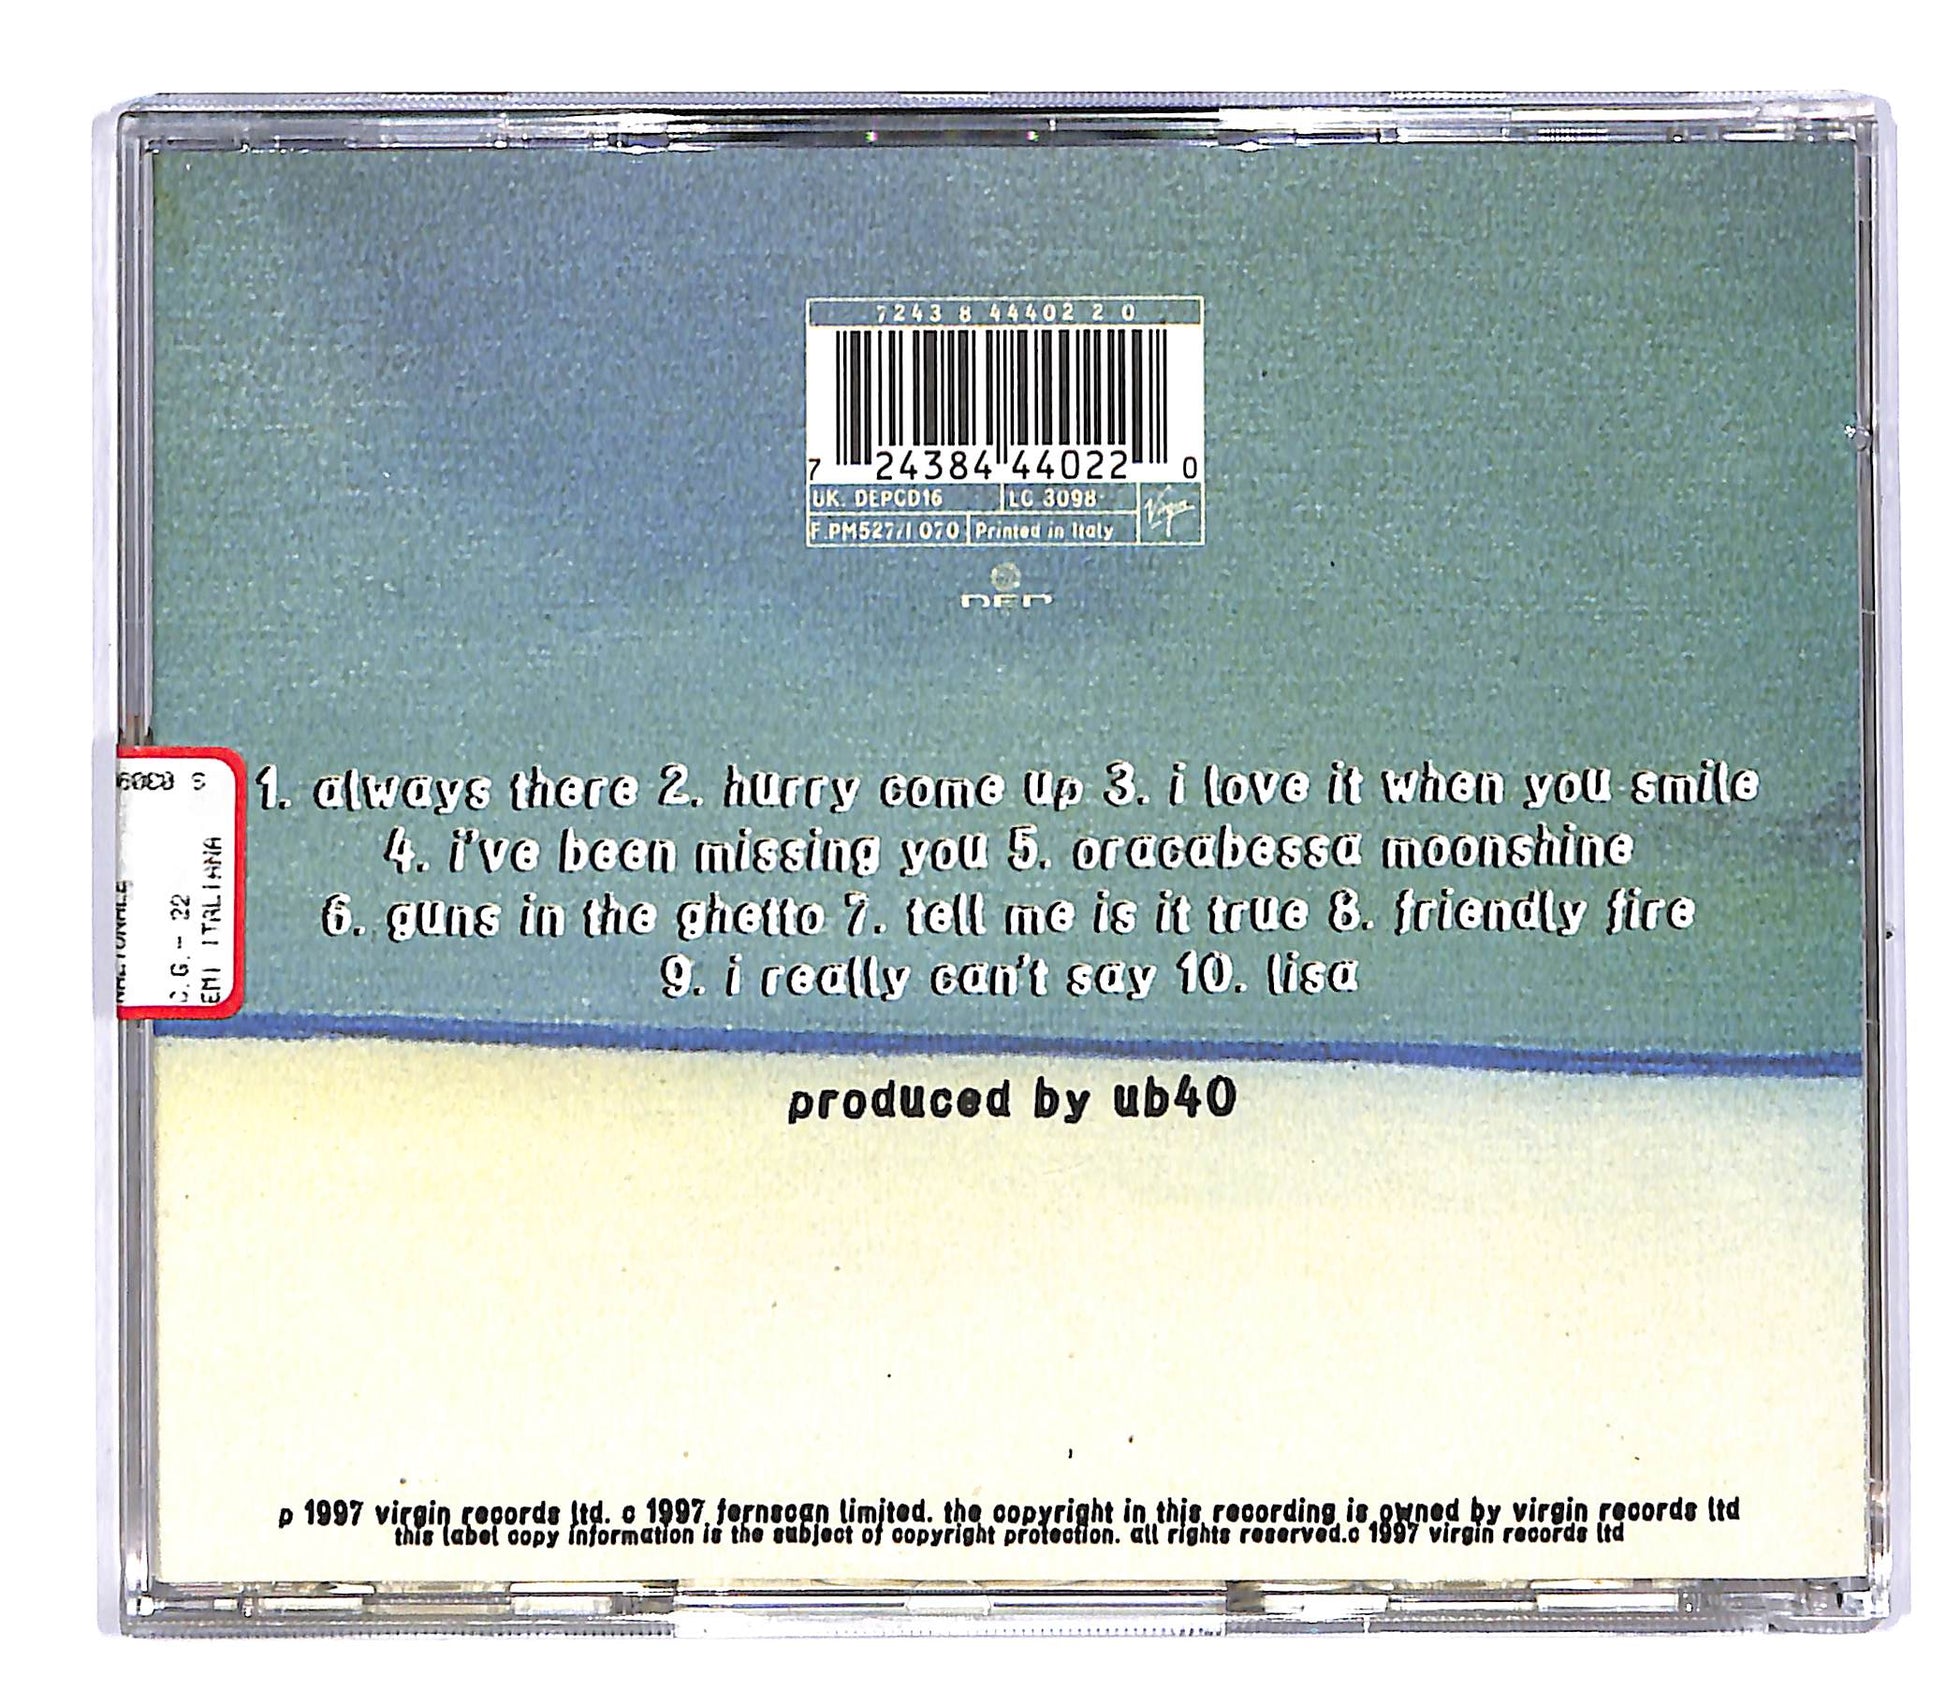 7243 8 44402 2 0
7 24384 44022 0
UK. DEPCD16 LC 3098
F.PM527/1 070 Printed in Italy Virgin
DEP
1. always there 2. hurry come up 3. i love it when you smile
4. i've been missing you 5. oracabessa moonshine
6. guns in the ghetto 7. tell me is it true 8. friendly fire
9. i really can't say 10. lisa
EMI ITALIANA
produced by ub40
p 1997 virgin records ltd. c 1997 fernscan limited. the copyright in this recording is owned by virgin records ltd
this label copy information is the subject of copyright protection. all rights reserved.c 1997 virgin records ltd